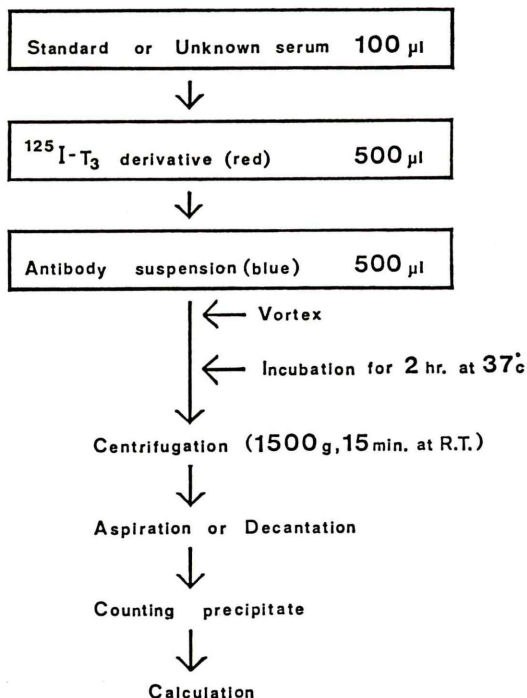 Standard or Unknown serum 100 µl
125I-T3 derivative (red) 500 µl
Antibody suspension (blue) 500 µl
Vortex
Incubation for 2 hr. at 37°c
Centrifugation (1500 g, 15 min. at R.T.)
Aspiration or Decantation
Counting precipitate
Calculation